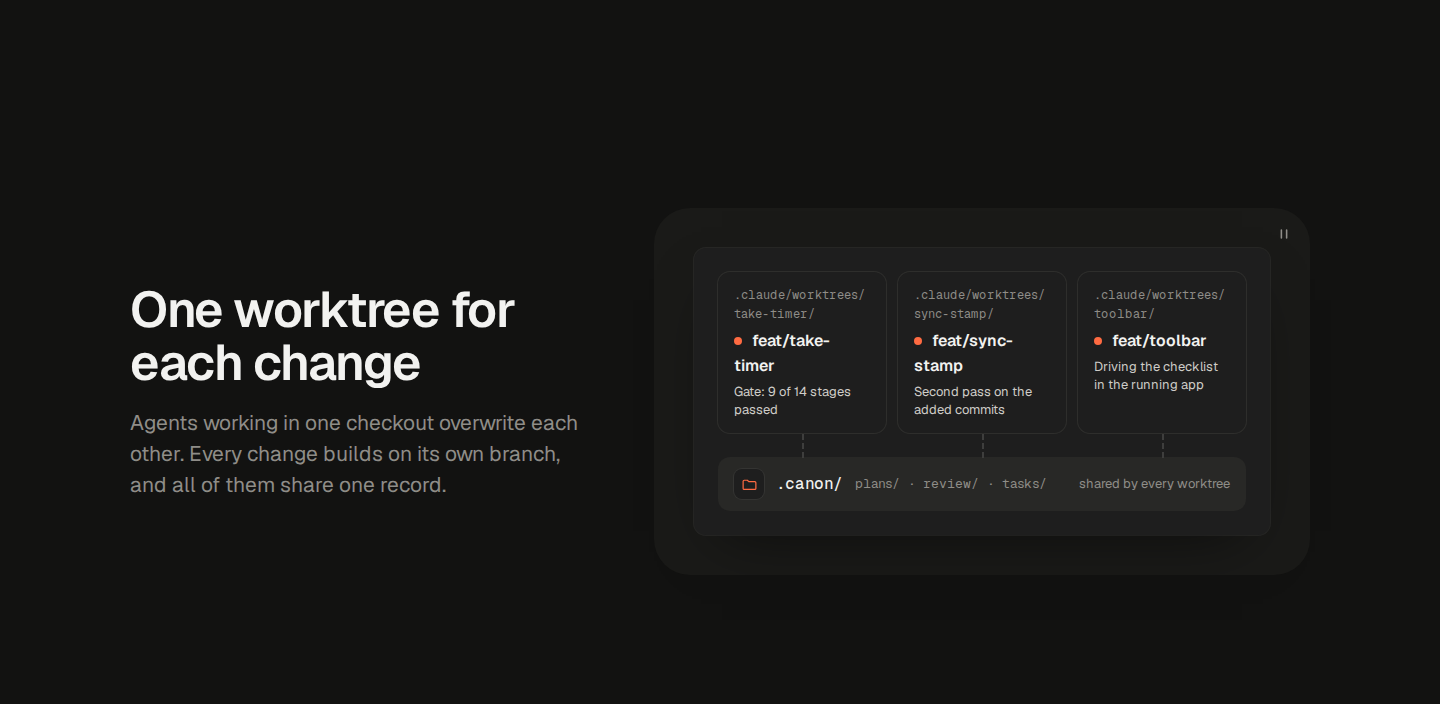 One worktree for
each change
Agents working in one checkout overwrite each
other. Every change builds on its own branch,
and all of them share one record.
.claude/worktrees/
take-timer/
feat/take-
timer
Gate: 9 of 14 stages
passed
.claude/worktrees/
sync-stamp/
feat/sync-
stamp
Second pass on the
added commits
.claude/worktrees/
toolbar/
feat/toolbar
Driving the checklist
in the running app
.canon/ plans/ · review/ · tasks/ shared by every worktree